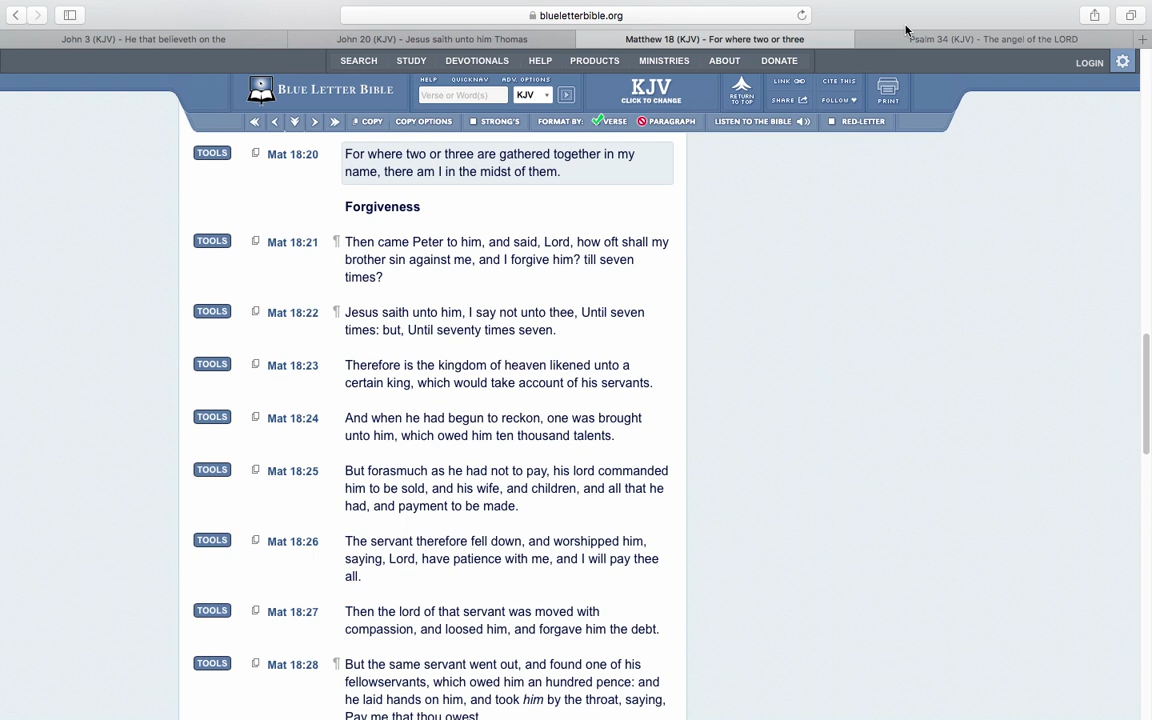 blueletterbible.org
John 3 (KJV) - He that believeth on the
John 20 (KJV) - Jesus saith unto him Thomas
Matthew 18 (KJV) - For where two or three
Psalm 34 (KJV) - The angel of the LORD
SEARCH STUDY DEVOTIONALS HELP PRODUCTS MINISTRIES ABOUT DONATE
LOGIN
BLUE LETTER BIBLE
HELP QUICKNAV ADV. OPTIONS
Verse or Word(s) KJV
KJV
CLICK TO CHANGE
RETURN
TO TOP
LINK CITE THIS
SHARE FOLLOW
PRINT
COPY COPY OPTIONS STRONG'S FORMAT BY: VERSE PARAGRAPH LISTEN TO THE BIBLE RED-LETTER
TOOLS Mat 18:20 For where two or three are gathered together in my
name, there am I in the midst of them.
Forgiveness
TOOLS Mat 18:21 ¶ Then came Peter to him, and said, Lord, how oft shall my
brother sin against me, and I forgive him? till seven
times?
TOOLS Mat 18:22 ¶ Jesus saith unto him, I say not unto thee, Until seven
times: but, Until seventy times seven.
TOOLS Mat 18:23 Therefore is the kingdom of heaven likened unto a
certain king, which would take account of his servants.
TOOLS Mat 18:24 And when he had begun to reckon, one was brought
unto him, which owed him ten thousand talents.
TOOLS Mat 18:25 But forasmuch as he had not to pay, his lord commanded
him to be sold, and his wife, and children, and all that he
had, and payment to be made.
TOOLS Mat 18:26 The servant therefore fell down, and worshipped him,
saying, Lord, have patience with me, and I will pay thee
all.
TOOLS Mat 18:27 Then the lord of that servant was moved with
compassion, and loosed him, and forgave him the debt.
TOOLS Mat 18:28 ¶ But the same servant went out, and found one of his
fellowservants, which owed him an hundred pence: and
he laid hands on him, and took him by the throat, saying,
Pay me that thou owest